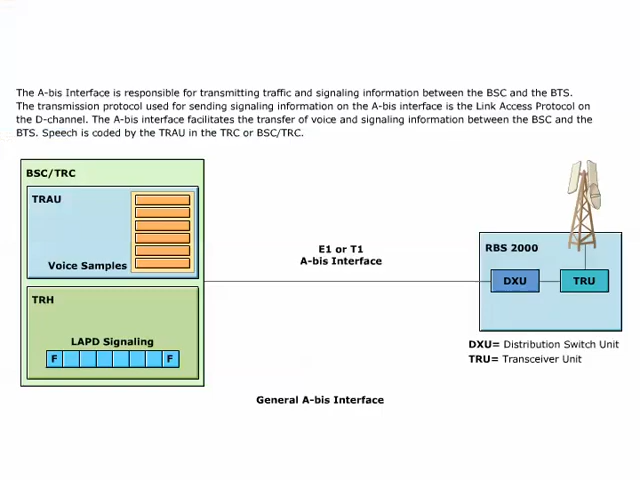 The A-bis Interface is responsible for transmitting traffic and signaling information between the BSC and the BTS.
The transmission protocol used for sending signaling information on the A-bis interface is the Link Access Protocol on
the D-channel. The A-bis interface facilitates the transfer of voice and signaling information between the BSC and the
BTS. Speech is coded by the TRAU in the TRC or BSC/TRC.
BSC/TRC
TRAU
Voice Samples
TRH
LAPD Signaling
F F
E1 or T1
A-bis Interface
RBS 2000
DXU TRU
DXU= Distribution Switch Unit
TRU= Transceiver Unit
General A-bis Interface